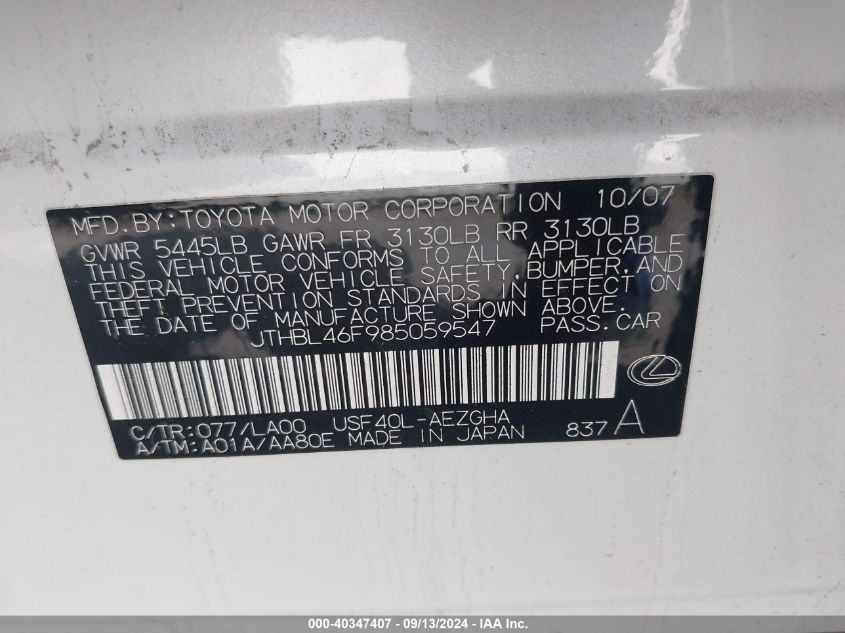 MFD.BY:TOYOTA MOTOR CORPORATION 10/07
GVWR 5445LB GAWR FR 3130LB RR 3130LB
THIS VEHICLE CONFORMS TO ALL APPLICABLE
FEDERAL MOTOR VEHICLE SAFETY,BUMPER,AND
THEFT PREVENTION STANDARDS IN EFFECT ON
THE DATE OF MANUFACTURE SHOWN ABOVE.
JTHBL46F985059547 PASS.CAR
C/TR:077/LA00 USF40L-AEZGHA
A/TM:A01A/AA80E MADE IN JAPAN 837 A
000-40347407 - 09/13/2024 - IAA Inc.